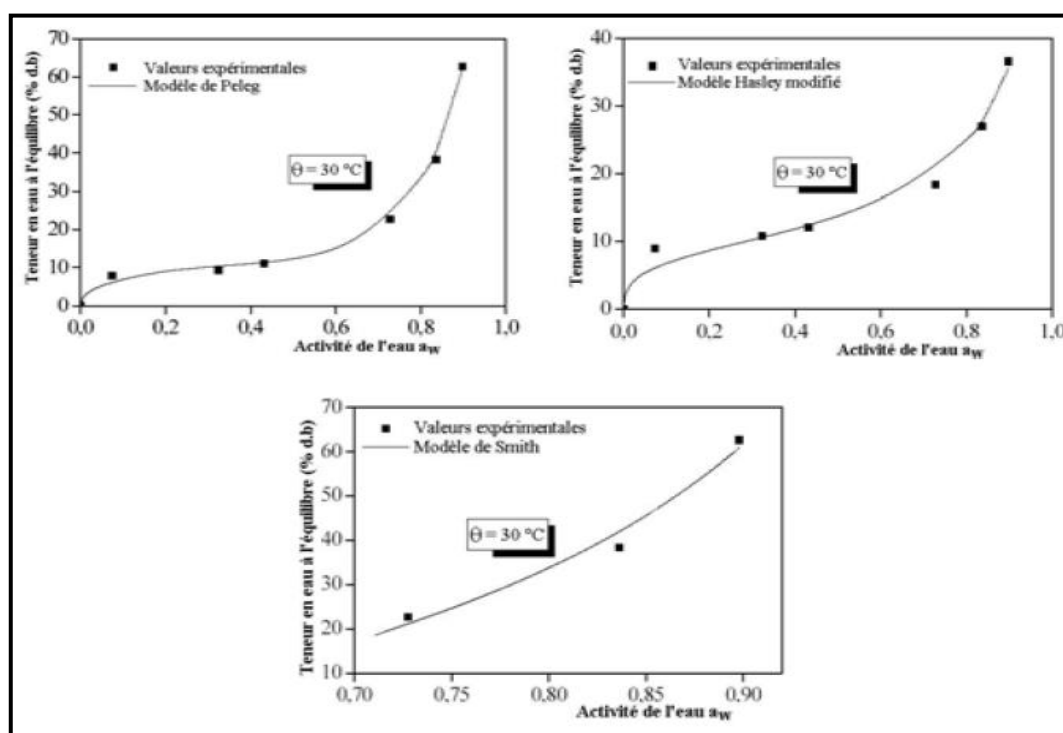 70
60
50
40
30
20
10
0
Teneur en eau à l'équilibre (% d.b)
Valeurs expérimentales
Modèle de Peleg
θ = 30 °C
0,0 0,2 0,4 0,6 0,8 1,0
Activité de l'eau aw
40
30
20
10
0
Teneur en eau à l'équilibre (% d.b)
Valeurs expérimentales
Modèle Hasley modifié
θ = 30 °C
0,0 0,2 0,4 0,6 0,8 1,0
Activité de l'eau aw
70
60
50
40
30
20
10
Teneur en eau à l'équilibre (% d.b)
Valeurs expérimentales
Modèle de Smith
θ = 30 °C
0,70 0,75 0,80 0,85 0,90
Activité de l'eau aw